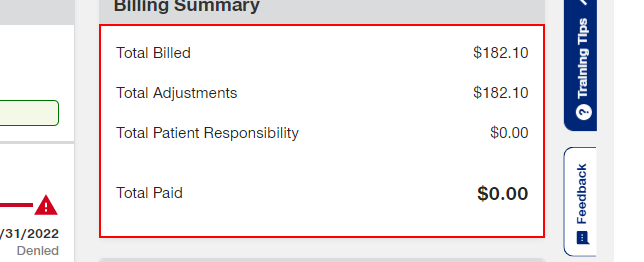 Billing Summary
Total Billed $182.10
Total Adjustments $182.10
Total Patient Responsibility $0.00
Total Paid $0.00
/31/2022
Denied
Training Tips
Feedback